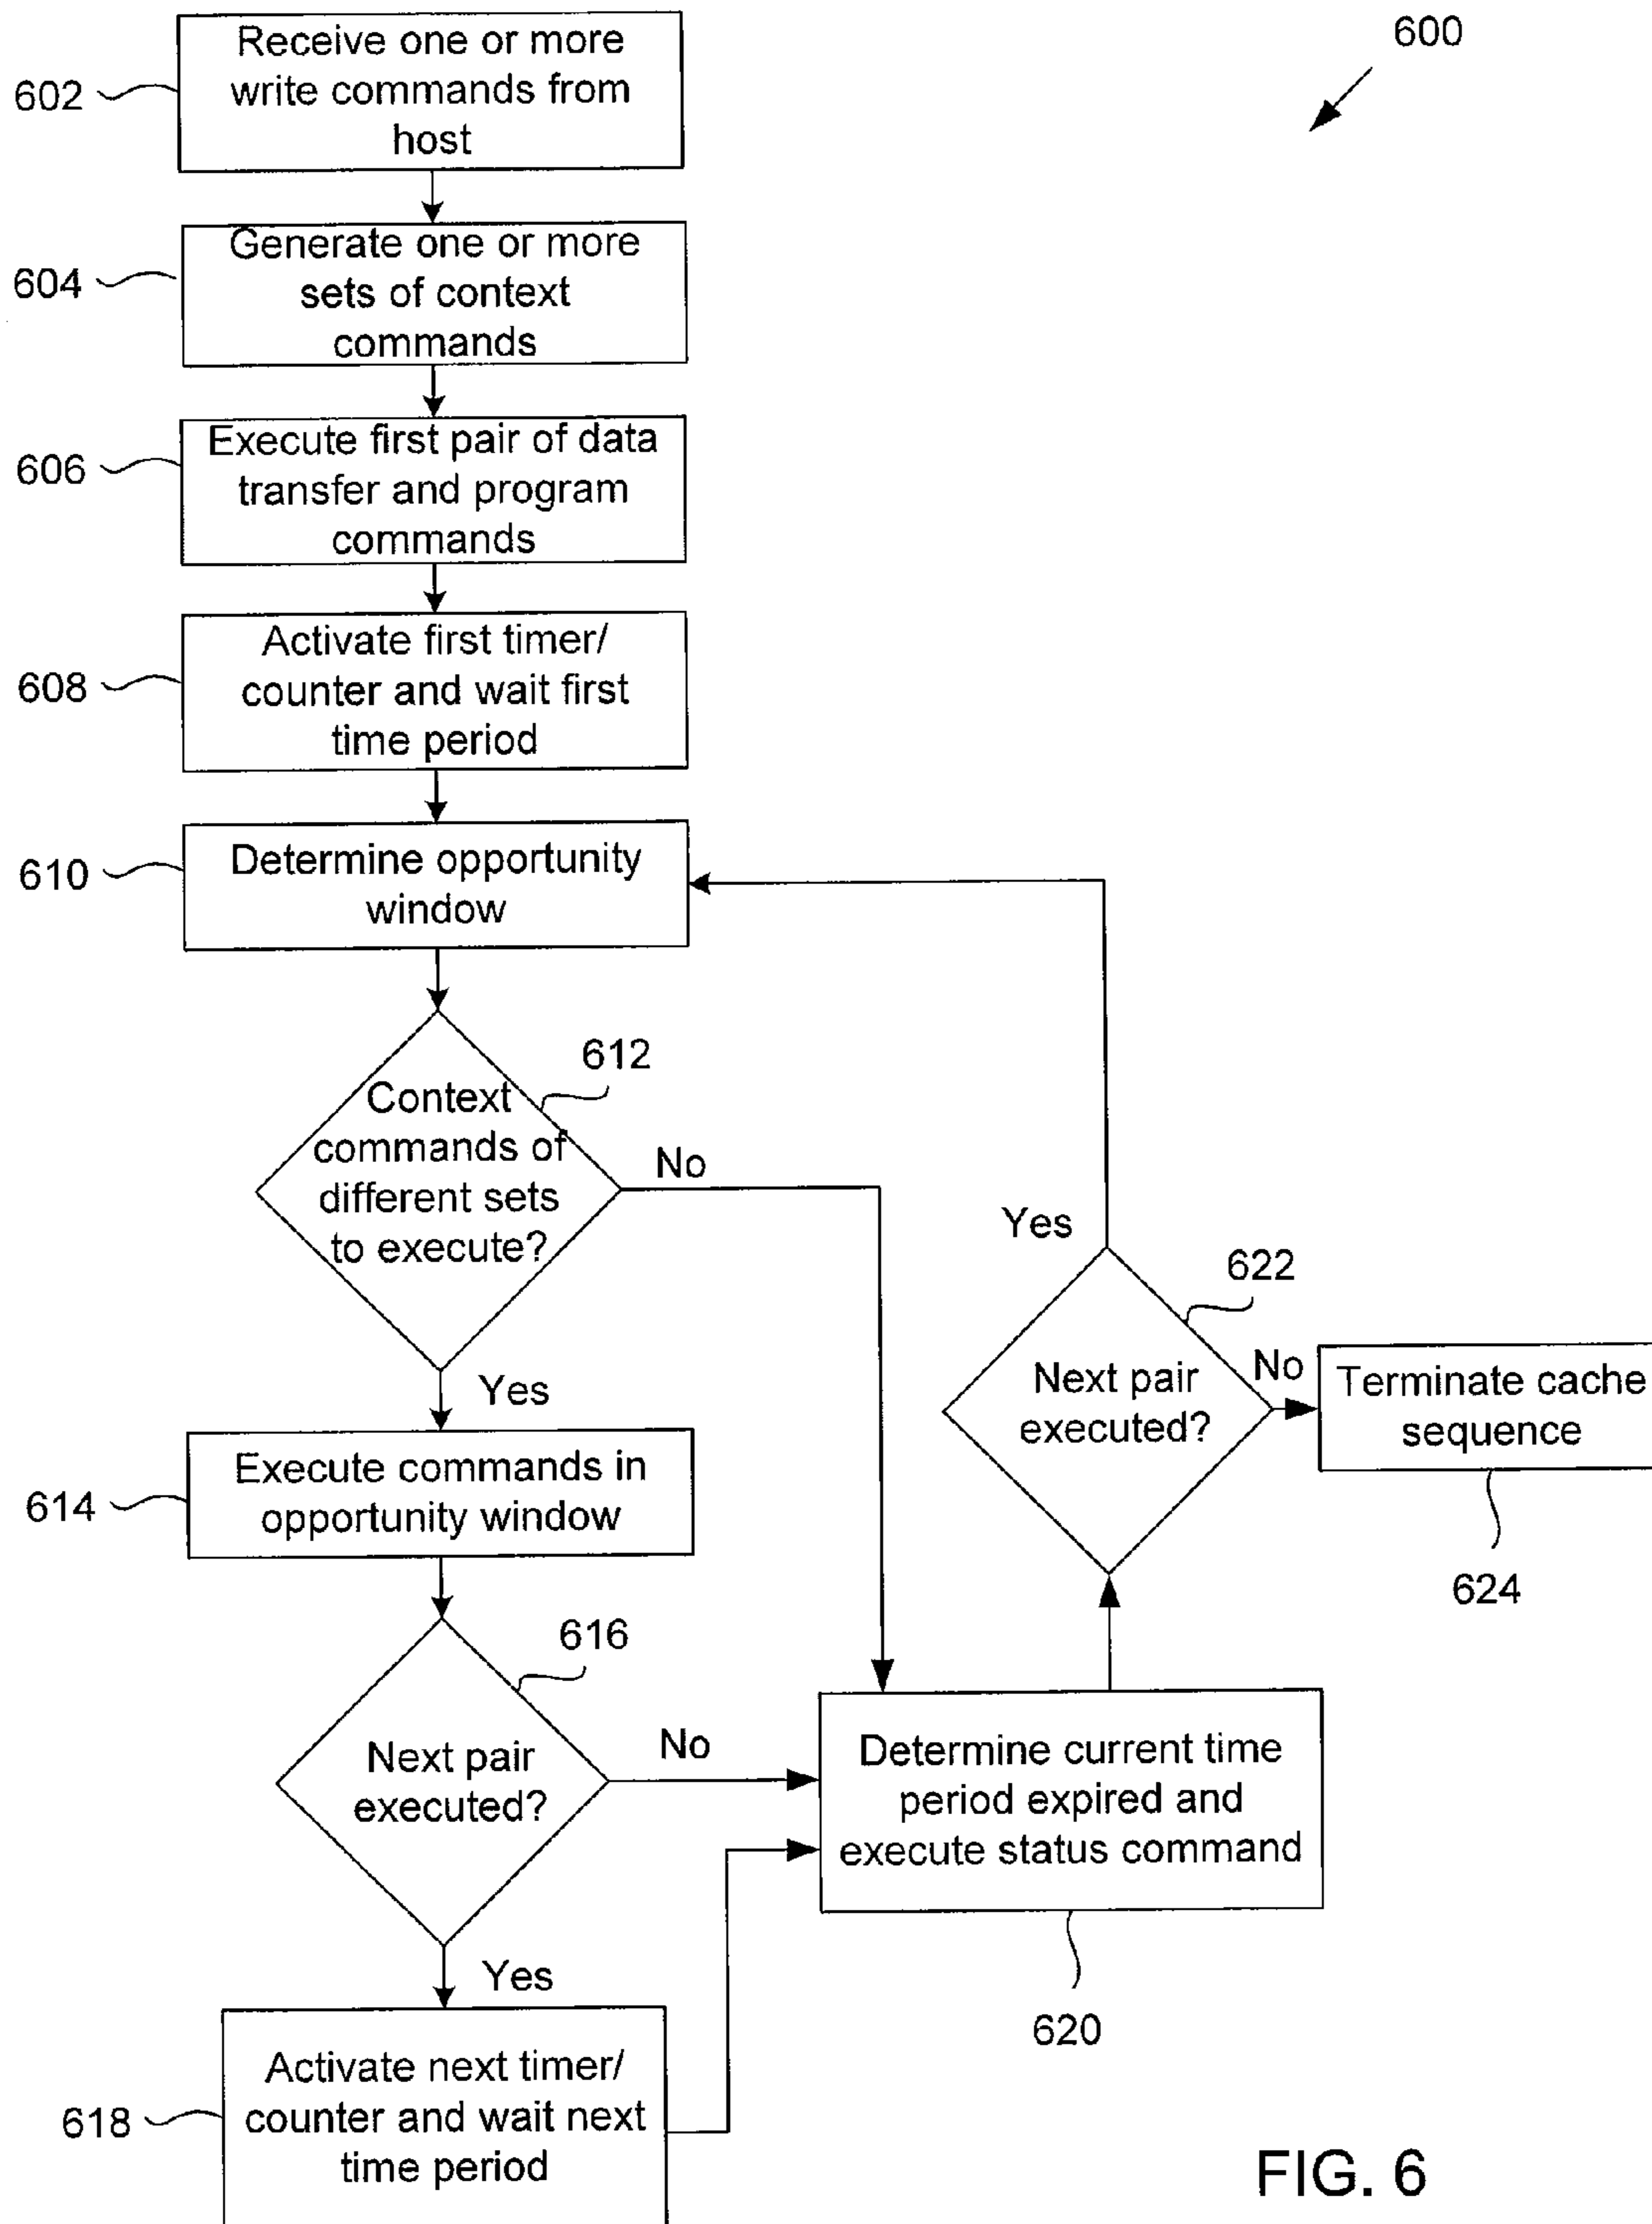 600
Receive one or more
write commands from
host
602
Generate one or more
sets of context
commands
604
Execute first pair of data
transfer and program
commands
606
Activate first timer/
counter and wait first
time period
608
Determine opportunity
window
610
Context
commands of
different sets
to execute?
612
No
Yes
Execute commands in
opportunity window
614
Next pair
executed?
616
No
Yes
Activate next timer/
counter and wait next
time period
618
Determine current time
period expired and
execute status command
620
Next pair
executed?
622
Yes
No
Terminate cache
sequence
624
FIG. 6